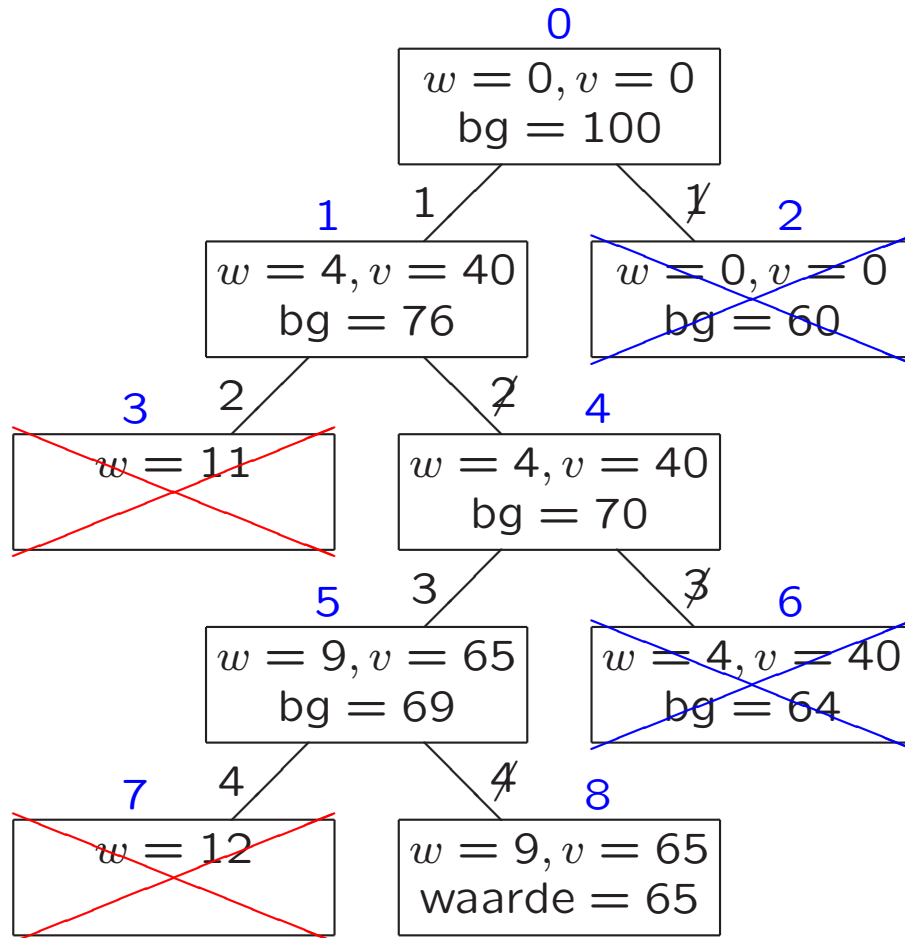 0
w = 0, v = 0
bg = 100
1 1̸
1 2
w = 4, v = 40 w = 0, v = 0
bg = 76 bg = 60
2 2̸
3 4
w = 11 w = 4, v = 40
bg = 70
3 3̸
5 6
w = 9, v = 65 w = 4, v = 40
bg = 69 bg = 64
4 4̸
7 8
w = 12 w = 9, v = 65
waarde = 65